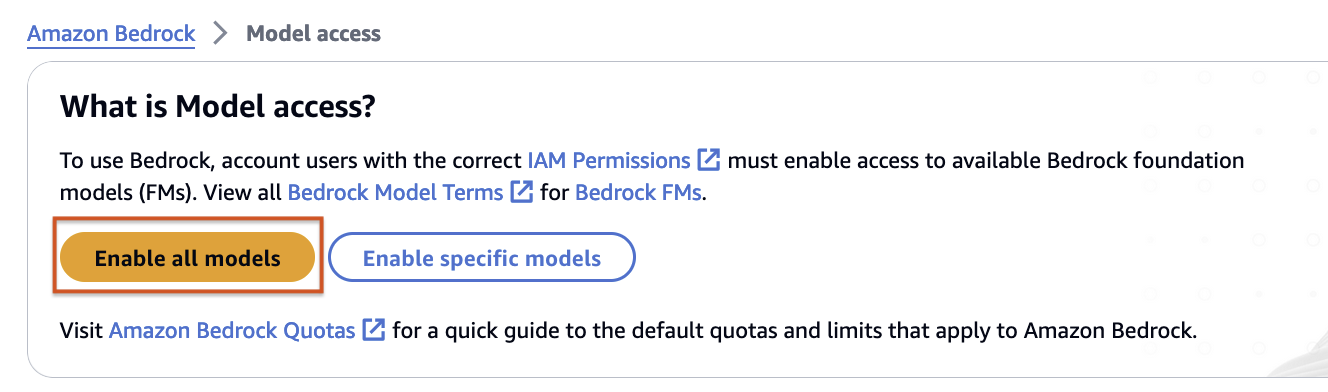 Amazon Bedrock > Model access
What is Model access?
To use Bedrock, account users with the correct IAM Permissions must enable access to available Bedrock foundation
models (FMs). View all Bedrock Model Terms for Bedrock FMs.
Enable all models Enable specific models
Visit Amazon Bedrock Quotas for a quick guide to the default quotas and limits that apply to Amazon Bedrock.